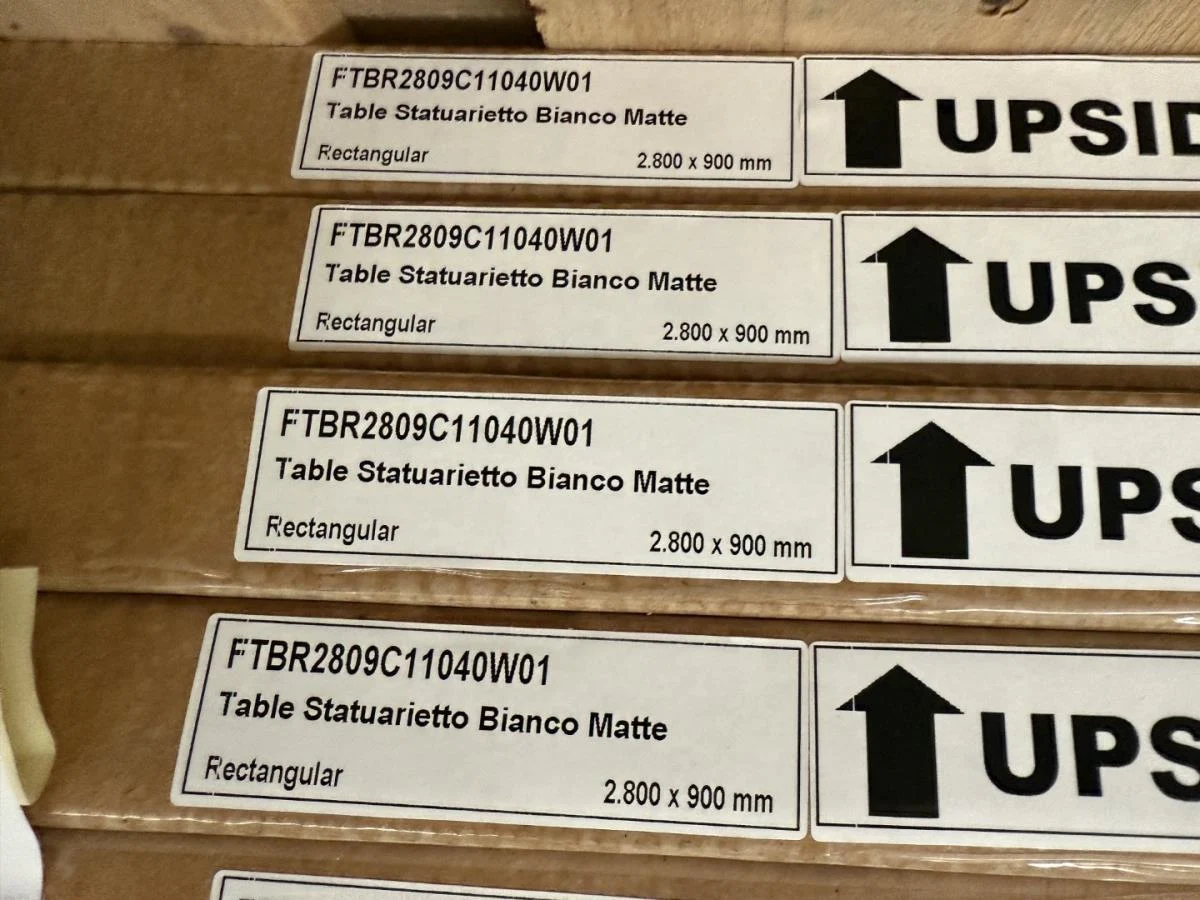 FTBR2809C11040W01
Table Statuarietto Bianco Matte
Rectangular 2.800 x 900 mm
UPSID
FTBR2809C11040W01
Table Statuarietto Bianco Matte
Rectangular 2.800 x 900 mm
UPS
FTBR2809C11040W01
Table Statuarietto Bianco Matte
Rectangular 2.800 x 900 mm
UPS
FTBR2809C11040W01
Table Statuarietto Bianco Matte
Rectangular 2.800 x 900 mm
UPS